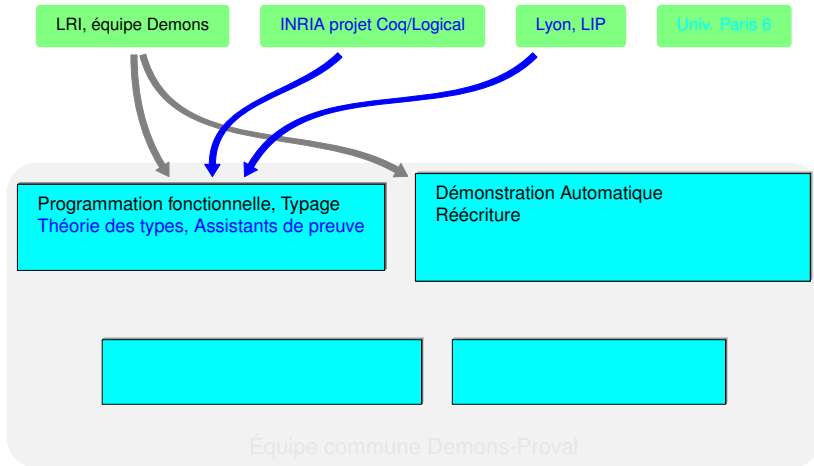 LRI, équipe Demons
INRIA projet Coq/Logical
Lyon, LIP
Univ. Paris 6
Programmation fonctionnelle, Typage
Théorie des types, Assistants de preuve
Démonstration Automatique
Réécriture
Équipe commune Demons-Proval